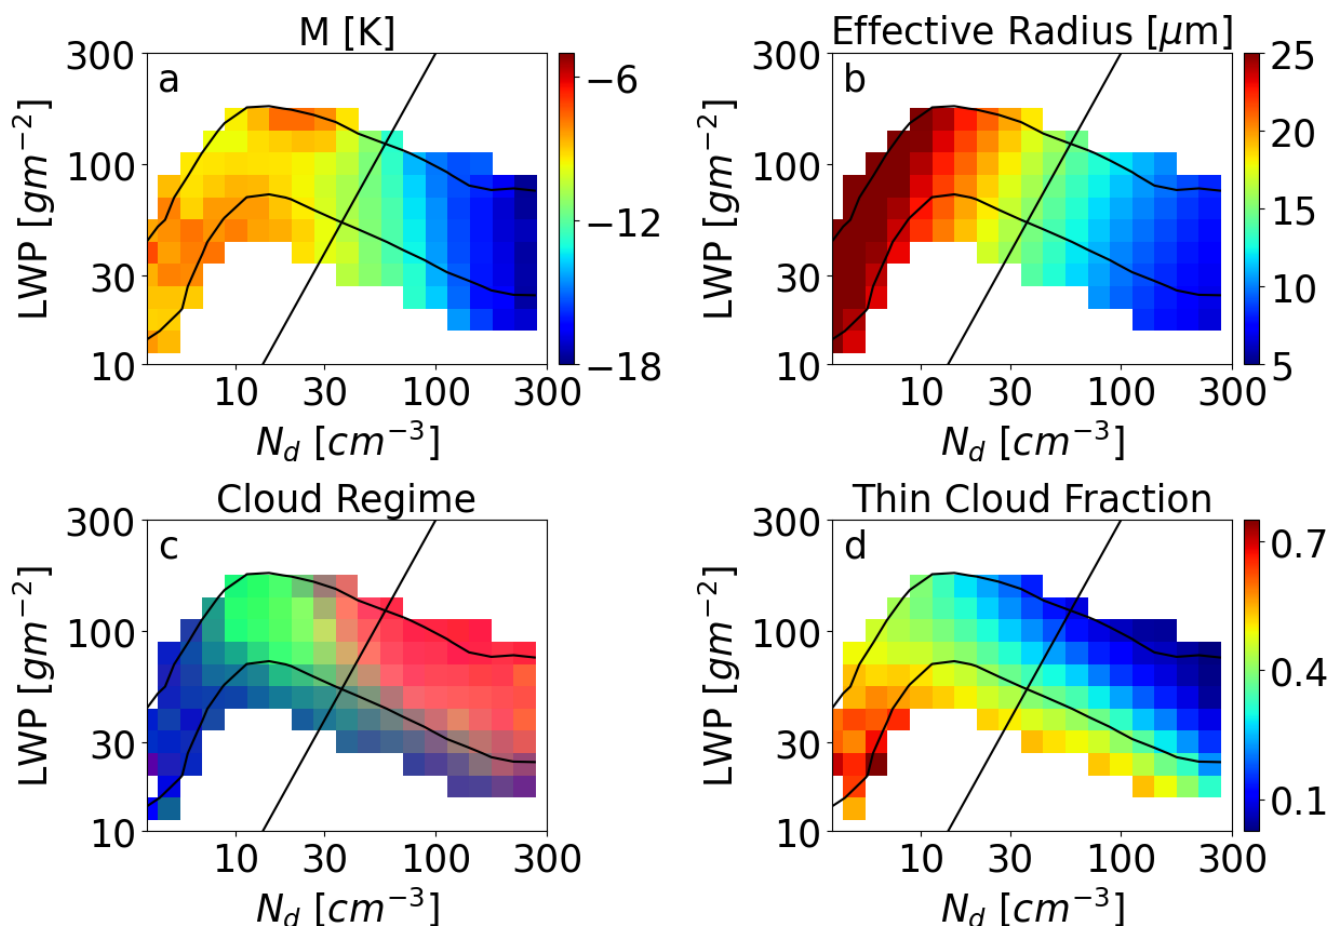 M [K]
a
300
100
30
10
LWP [gm⁻²]
10 30 100 300
N_d [cm⁻³]
−6
−12
−18
Effective Radius [μm]
b
300
100
30
10
LWP [gm⁻²]
10 30 100 300
N_d [cm⁻³]
25
20
15
10
5
Cloud Regime
c
300
100
30
10
LWP [gm⁻²]
10 30 100 300
N_d [cm⁻³]
Thin Cloud Fraction
d
300
100
30
10
LWP [gm⁻²]
10 30 100 300
N_d [cm⁻³]
0.7
0.4
0.1